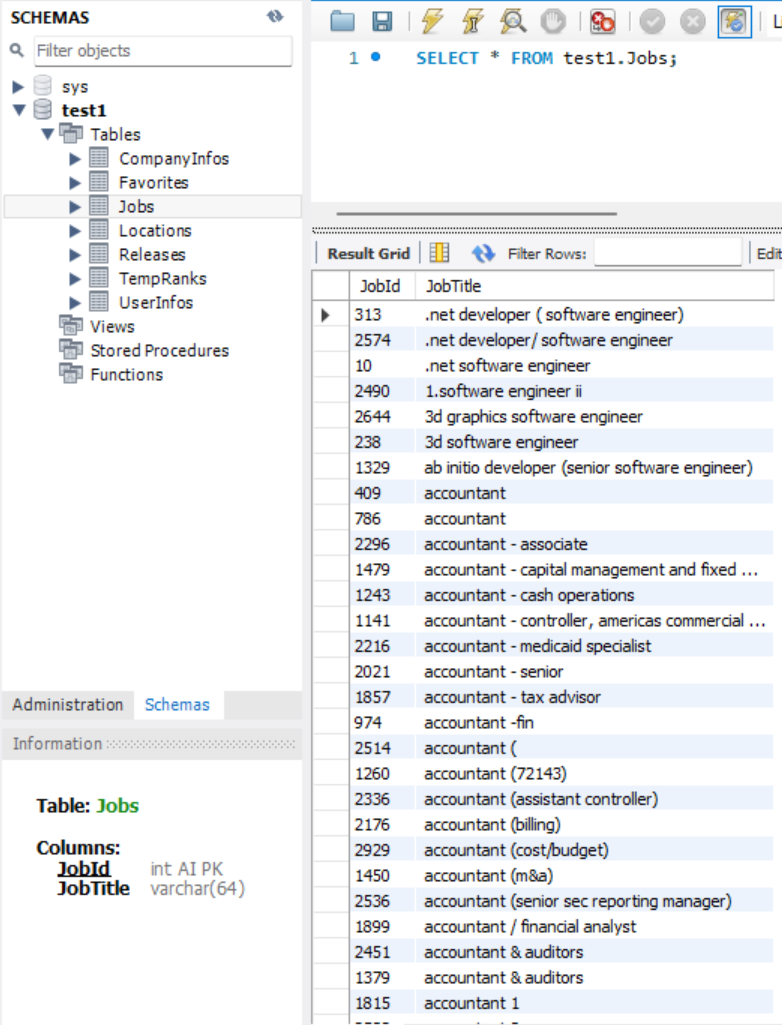 SCHEMAS
Filter objects
sys
test1
Tables
CompanyInfos
Favorites
Jobs
Locations
Releases
TempRanks
UserInfos
Views
Stored Procedures
Functions
Administration Schemas
Information
Table: Jobs
Columns:
JobId int AI PK
JobTitle varchar(64)
1 SELECT * FROM test1.Jobs;
Result Grid Filter Rows: Edit
JobId JobTitle
313 .net developer ( software engineer)
2574 .net developer/ software engineer
10 .net software engineer
2490 1.software engineer ii
2644 3d graphics software engineer
238 3d software engineer
1329 ab initio developer (senior software engineer)
409 accountant
786 accountant
2296 accountant - associate
1479 accountant - capital management and fixed ...
1243 accountant - cash operations
1141 accountant - controller, americas commercial ...
2216 accountant - medicaid specialist
2021 accountant - senior
1857 accountant - tax advisor
974 accountant -fin
2514 accountant (
1260 accountant (72143)
2336 accountant (assistant controller)
2176 accountant (billing)
2929 accountant (cost/budget)
1450 accountant (m&a)
2536 accountant (senior sec reporting manager)
1899 accountant / financial analyst
2451 accountant & auditors
1379 accountant & auditors
1815 accountant 1